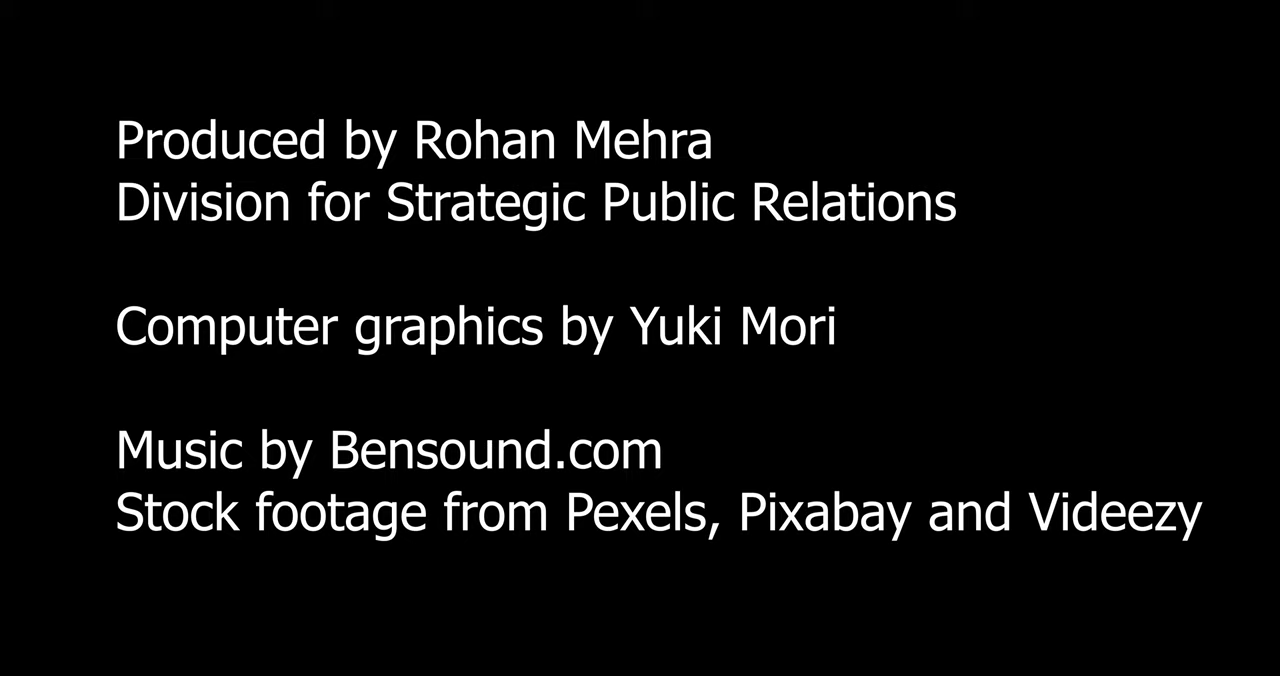 Produced by Rohan Mehra
Division for Strategic Public Relations
Computer graphics by Yuki Mori
Music by Bensound.com
Stock footage from Pexels, Pixabay and Videezy